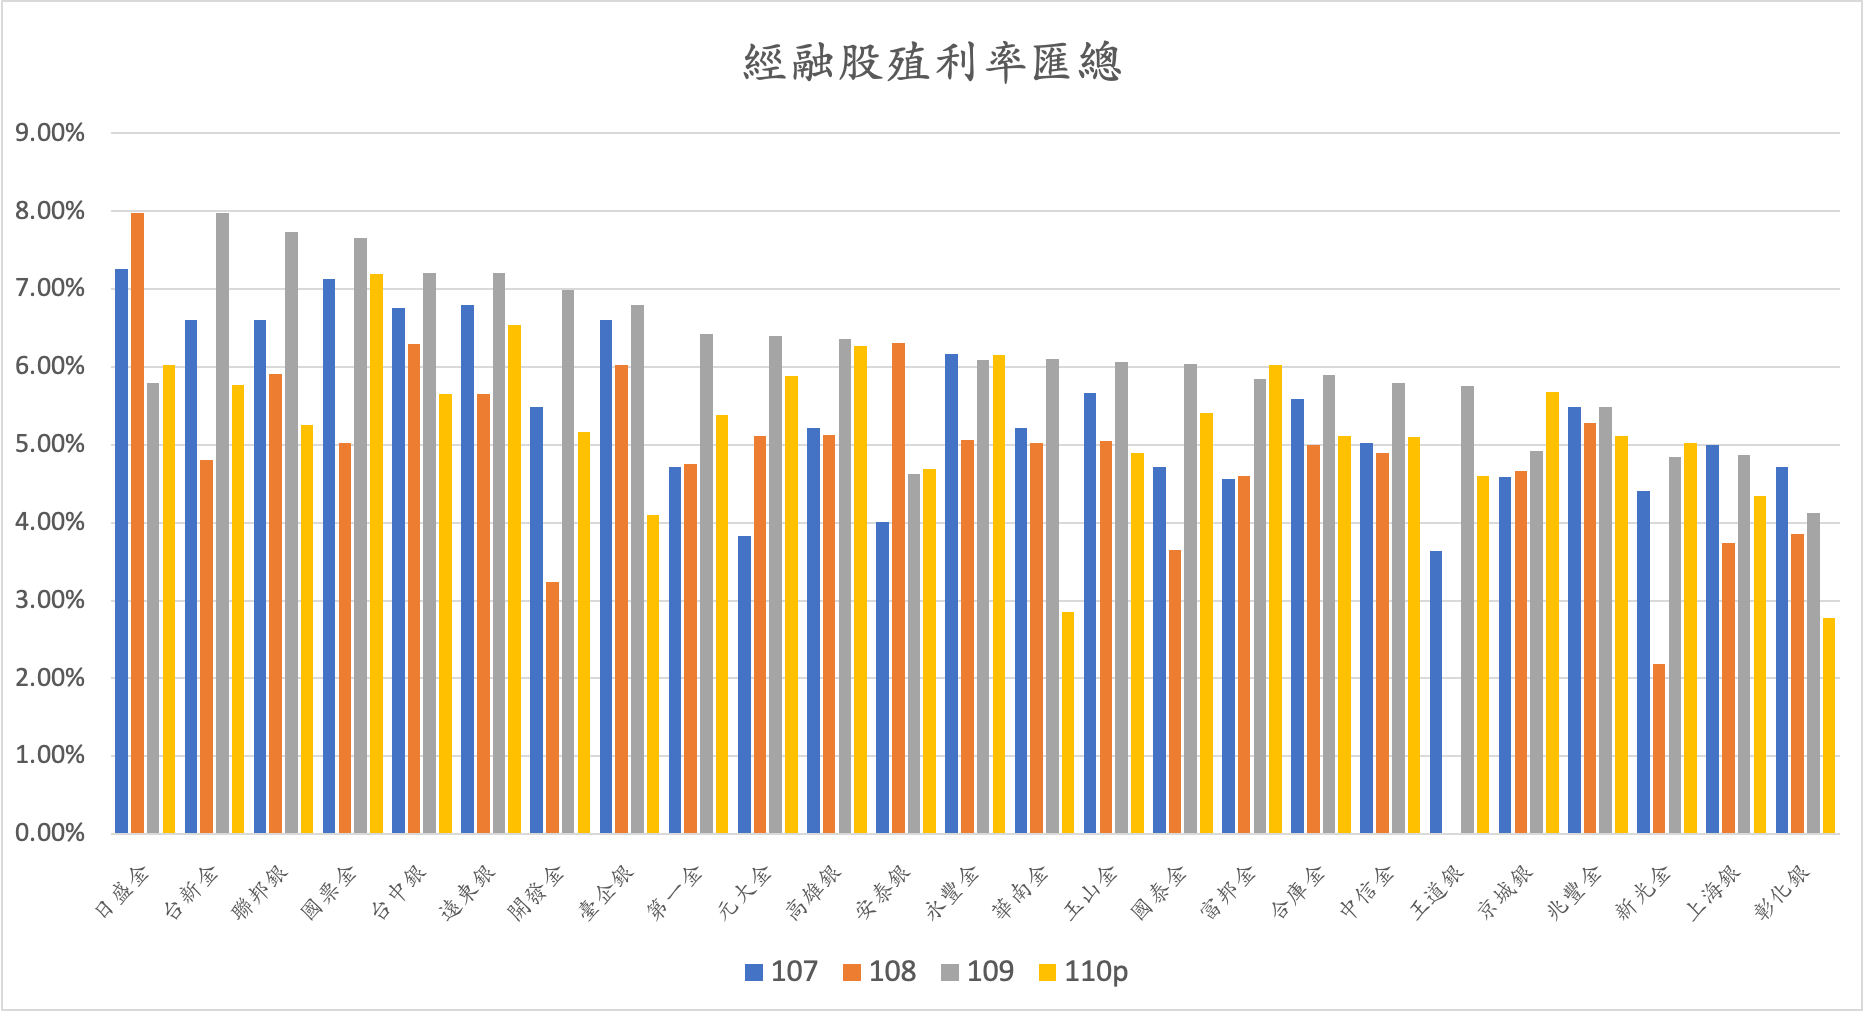 經融股殖利率匯總
9.00%
8.00%
7.00%
6.00%
5.00%
4.00%
3.00%
2.00%
1.00%
0.00%
日盛金
台新金
聯邦銀
國票金
台中銀
遠東銀
開發金
臺企銀
第一金
元大金
高雄銀
安泰銀
永豐金
華南金
玉山金
國泰金
富邦金
合庫金
中信金
王道銀
京城銀
兆豐金
新光金
上海銀
彰化銀
107 108 109 110p